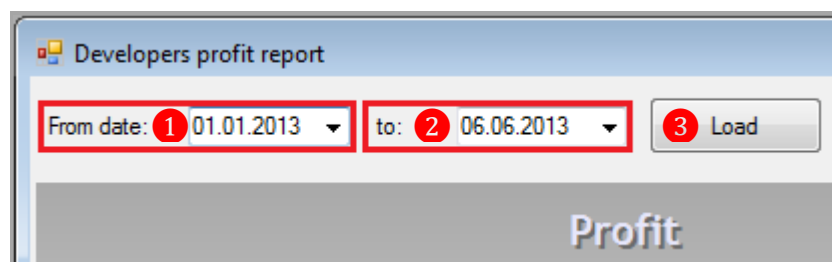 Developers profit report
From date: 1 01.01.2013 to: 2 06.06.2013 3 Load
Profit